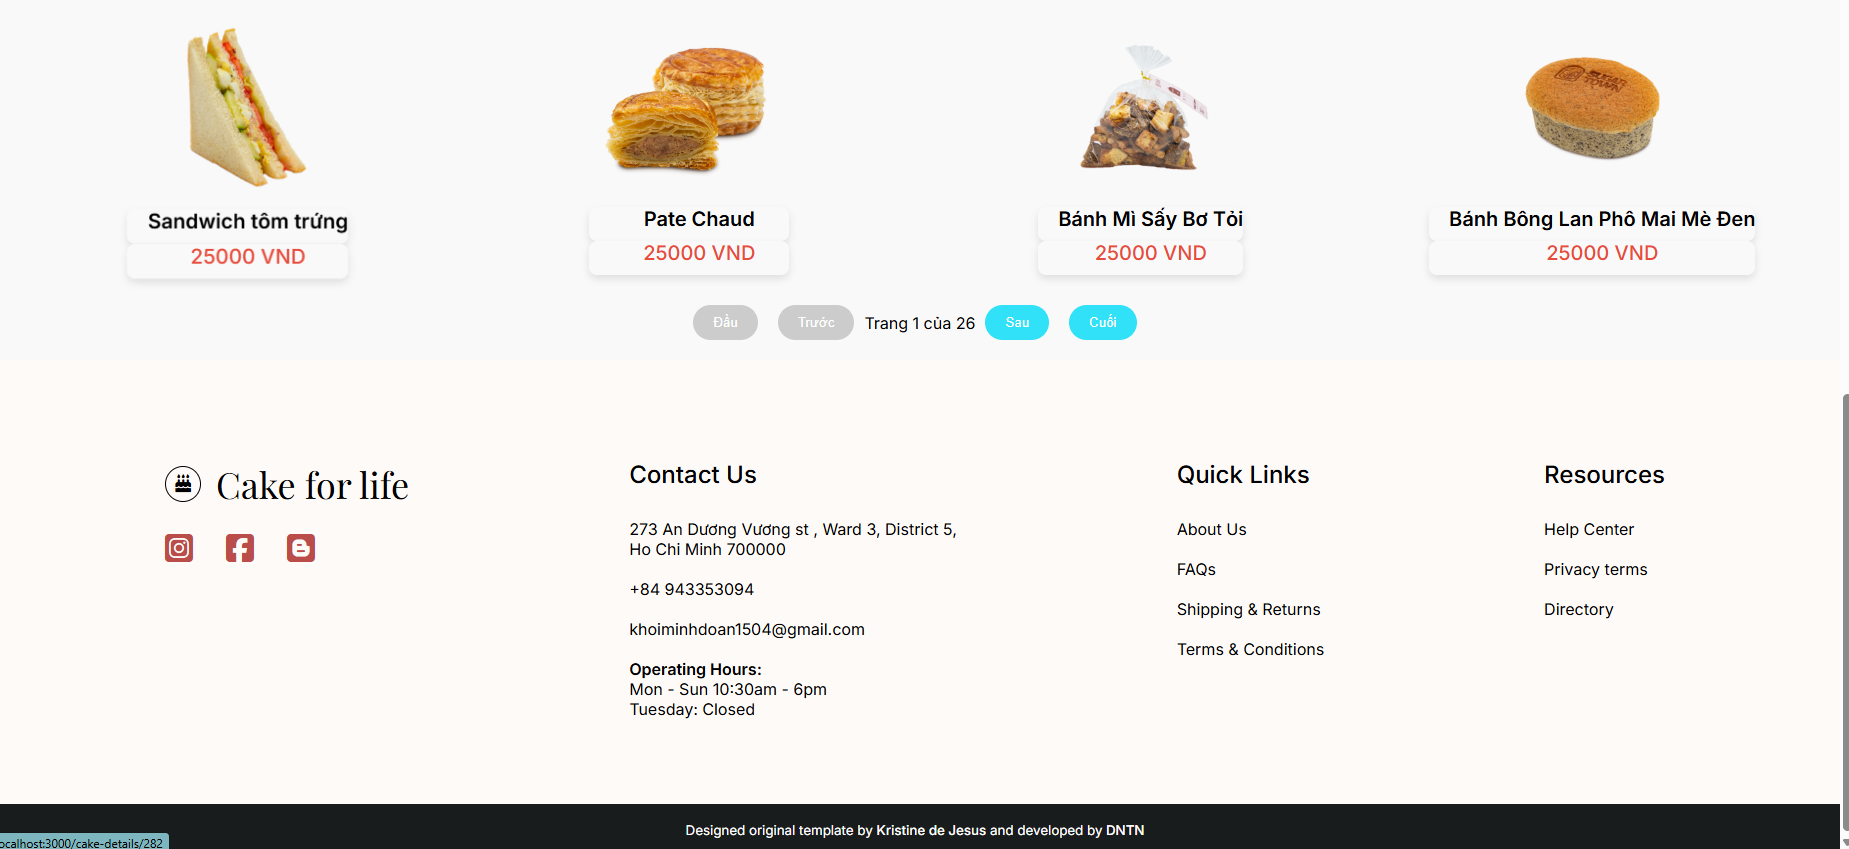 Sandwich tôm trứng
25000 VND
Pate Chaud
25000 VND
Bánh Mì Sấy Bơ Tỏi
25000 VND
Bánh Bông Lan Phô Mai Mè Đen
25000 VND
Đầu
Trước
Trang 1 của 26
Sau
Cuối
Cake for life
Contact Us
273 An Dương Vương st , Ward 3, District 5,
Ho Chi Minh 700000
+84 943353094
khoiminhdoan1504@gmail.com
Operating Hours:
Mon - Sun 10:30am - 6pm
Tuesday: Closed
Quick Links
About Us
FAQs
Shipping & Returns
Terms & Conditions
Resources
Help Center
Privacy terms
Directory
Designed original template by Kristine de Jesus and developed by DNTN
ocalhost:3000/cake-details/282